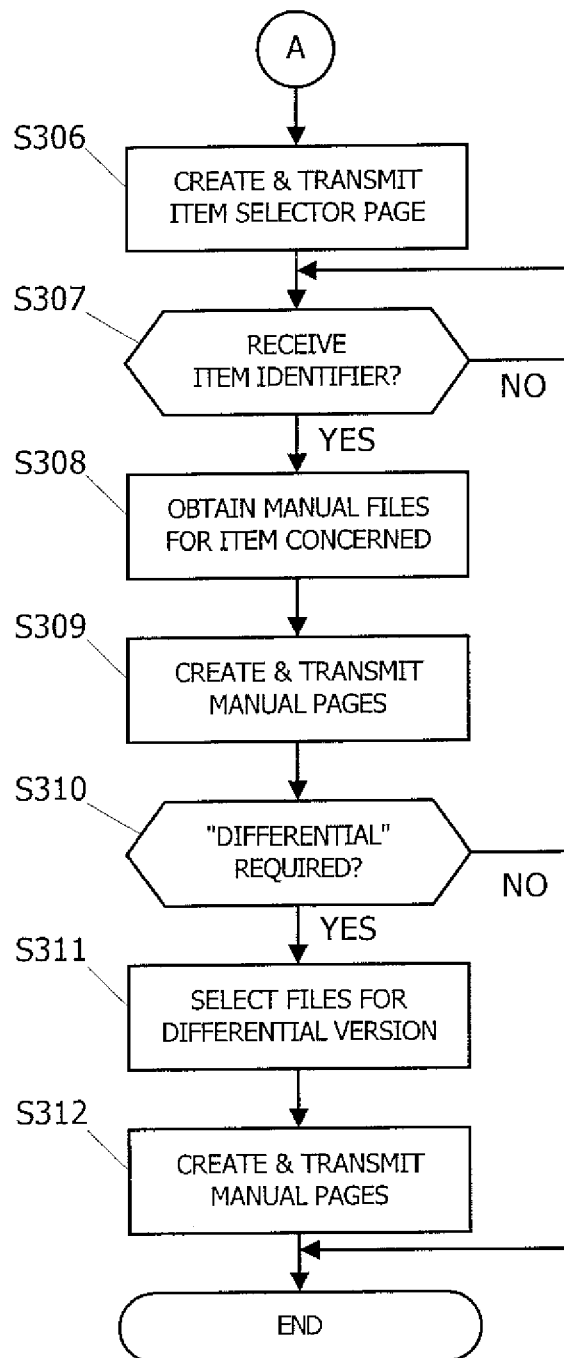 A
S306
CREATE & TRANSMIT
ITEM SELECTOR PAGE
S307
RECEIVE
ITEM IDENTIFIER?
NO
YES
S308
OBTAIN MANUAL FILES
FOR ITEM CONCERNED
S309
CREATE & TRANSMIT
MANUAL PAGES
S310
"DIFFERENTIAL"
REQUIRED?
NO
YES
S311
SELECT FILES FOR
DIFFERENTIAL VERSION
S312
CREATE & TRANSMIT
MANUAL PAGES
END